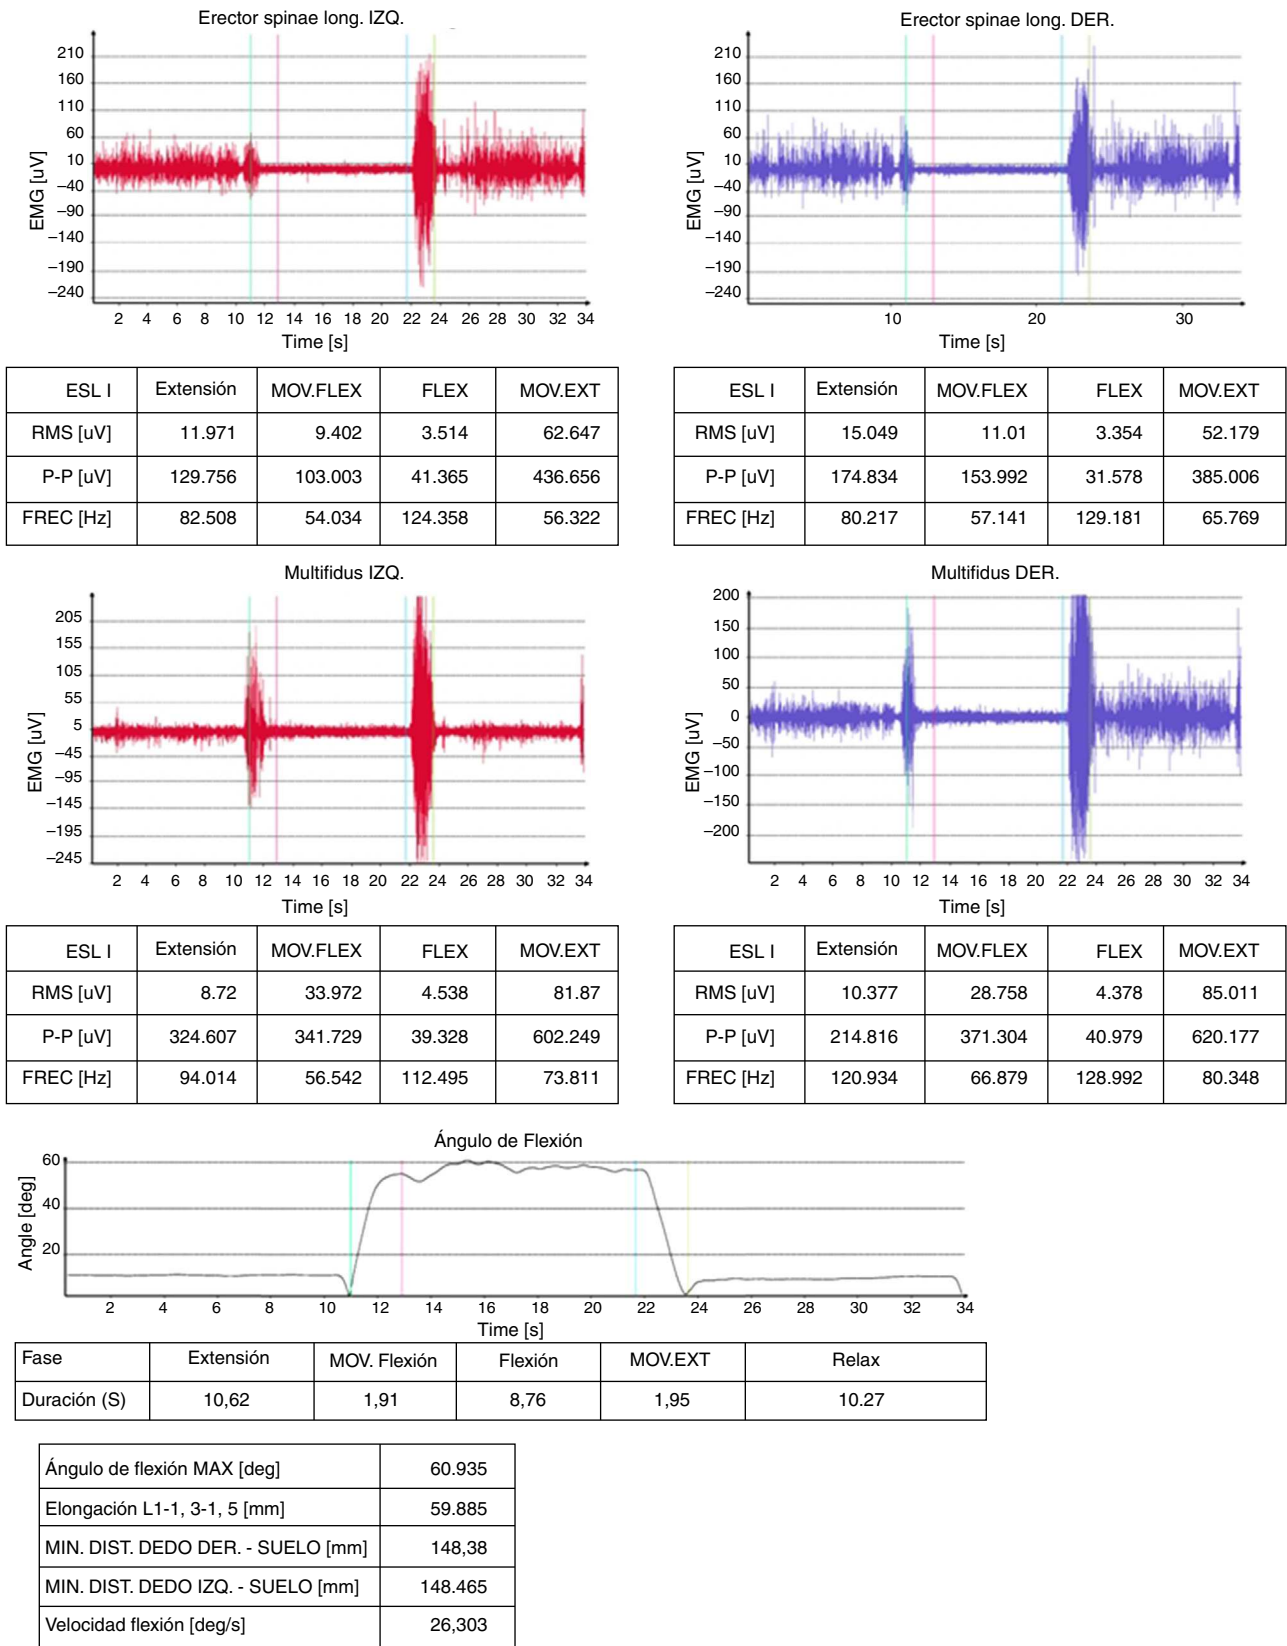 Erector spinae long. IZQ.
EMG [uV]
210
160
110
60
10
–40
–90
–140
–190
–240
2 4 6 8 10 12 14 16 18 20 22 24 26 28 30 32 34
Time [s]
Erector spinae long. DER.
EMG [uV]
210
160
110
60
10
–40
–90
–140
–190
–240
10 20 30
Time [s]
ESL I Extensión MOV.FLEX FLEX MOV.EXT
RMS [uV] 11.971 9.402 3.514 62.647
P-P [uV] 129.756 103.003 41.365 436.656
FREC [Hz] 82.508 54.034 124.358 56.322
ESL I Extensión MOV.FLEX FLEX MOV.EXT
RMS [uV] 15.049 11.01 3.354 52.179
P-P [uV] 174.834 153.992 31.578 385.006
FREC [Hz] 80.217 57.141 129.181 65.769
Multifidus IZQ.
EMG [uV]
205
155
105
55
5
–45
–95
–145
–195
–245
2 4 6 8 10 12 14 16 18 20 22 24 26 28 30 32 34
Time [s]
Multifidus DER.
EMG [uV]
200
150
100
50
0
–50
–100
–150
–200
2 4 6 8 10 12 14 16 18 20 22 24 26 28 30 32 34
Time [s]
ESL I Extensión MOV.FLEX FLEX MOV.EXT
RMS [uV] 8.72 33.972 4.538 81.87
P-P [uV] 324.607 341.729 39.328 602.249
FREC [Hz] 94.014 56.542 112.495 73.811
ESL I Extensión MOV.FLEX FLEX MOV.EXT
RMS [uV] 10.377 28.758 4.378 85.011
P-P [uV] 214.816 371.304 40.979 620.177
FREC [Hz] 120.934 66.879 128.992 80.348
Ángulo de Flexión
Angle [deg]
60
40
20
2 4 6 8 10 12 14 16 18 20 22 24 26 28 30 32 34
Time [s]
Fase Extensión MOV. Flexión Flexión MOV.EXT Relax
Duración (S) 10,62 1,91 8,76 1,95 10.27
Ángulo de flexión MAX [deg] 60.935
Elongación L1-1, 3-1, 5 [mm] 59.885
MIN. DIST. DEDO DER. - SUELO [mm] 148,38
MIN. DIST. DEDO IZQ. - SUELO [mm] 148.465
Velocidad flexión [deg/s] 26,303